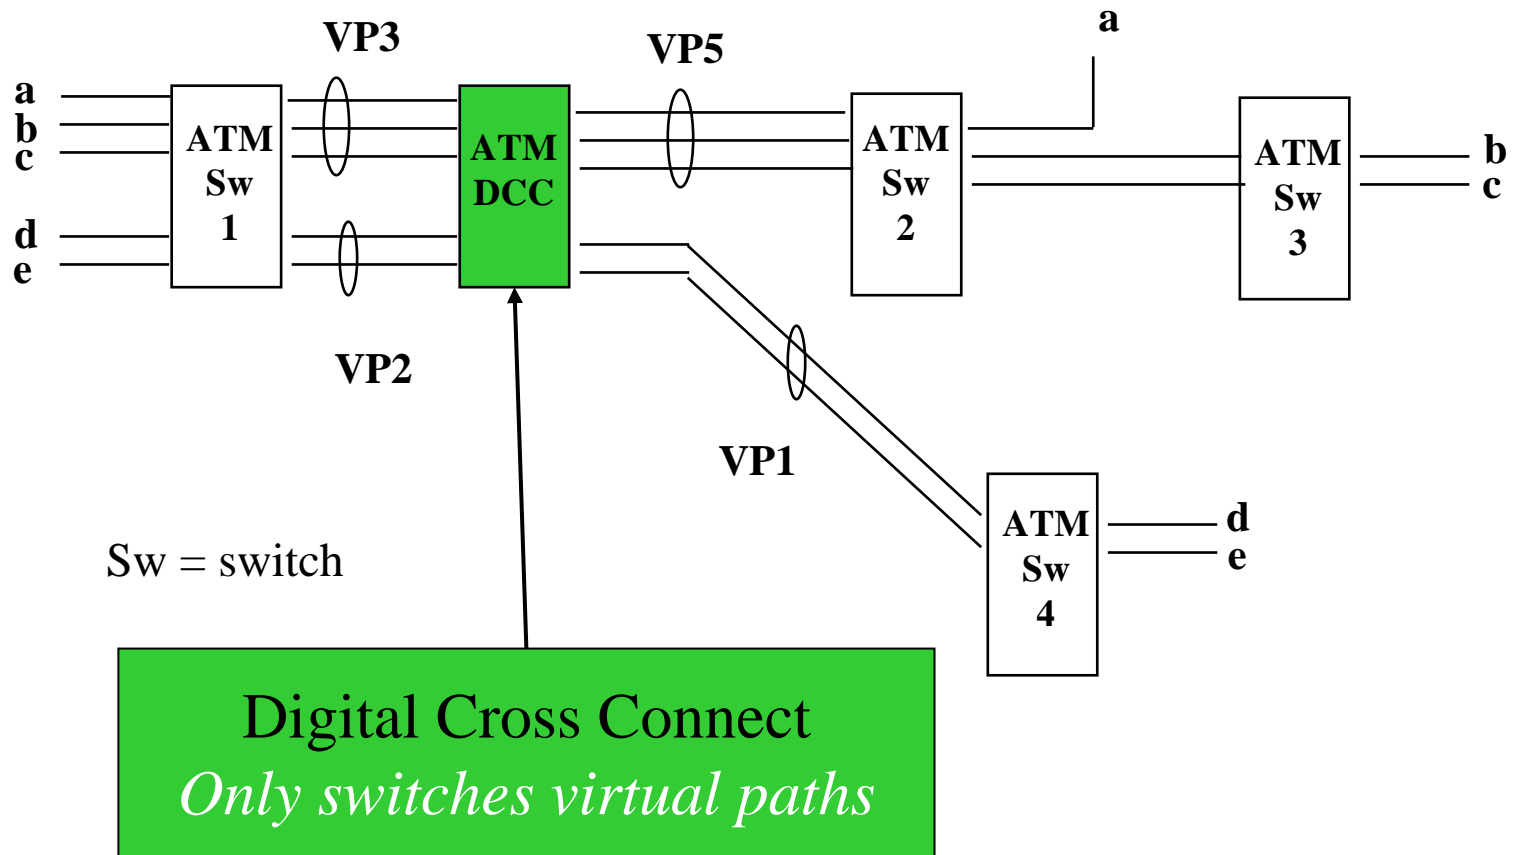 a
VP3
VP5
a
b
c
ATM
Sw
1
ATM
DCC
ATM
Sw
2
ATM
Sw
3
b
c
d
e
VP2
VP1
ATM
Sw
4
d
e
Sw = switch
Digital Cross Connect
Only switches virtual paths